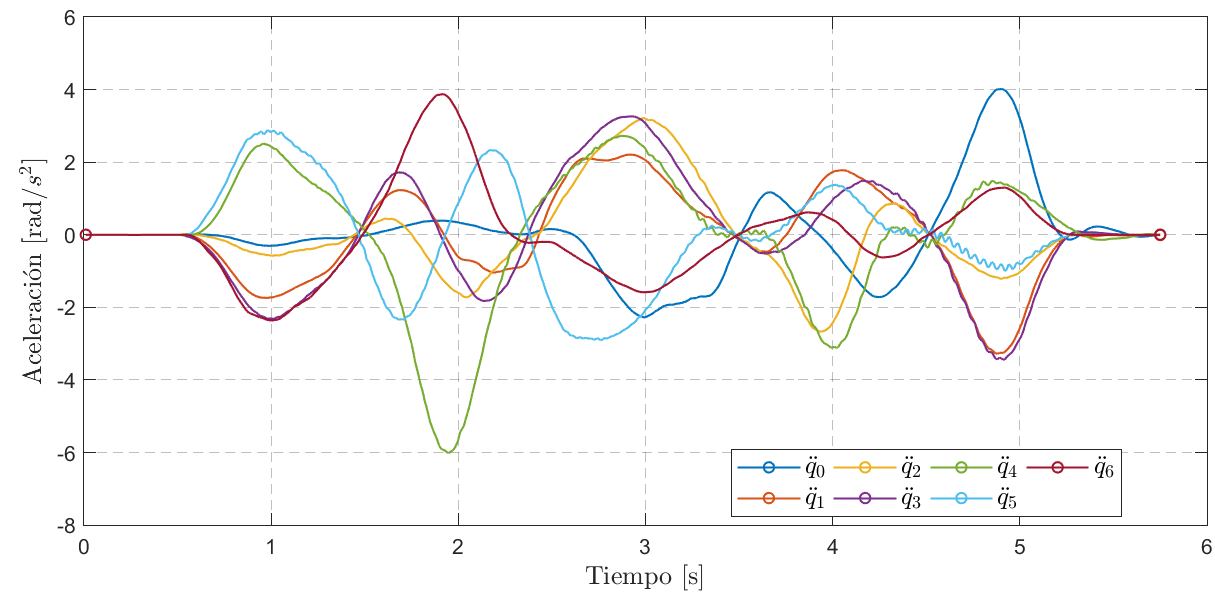 6
4
2
0
-2
-4
-6
-8
Aceleración [rad/s²]
q̈₀ q̈₂ q̈₄ q̈₆
q̈₁ q̈₃ q̈₅
0 1 2 3 4 5 6
Tiempo [s]